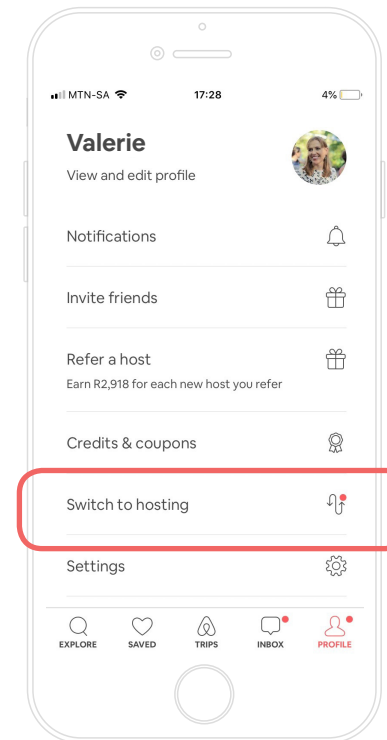 MTN-SA 17:28 4%
Valerie
View and edit profile
Notifications
Invite friends
Refer a host
Earn R2,918 for each new host you refer
Credits & coupons
Switch to hosting
Settings
EXPLORE SAVED TRIPS INBOX PROFILE